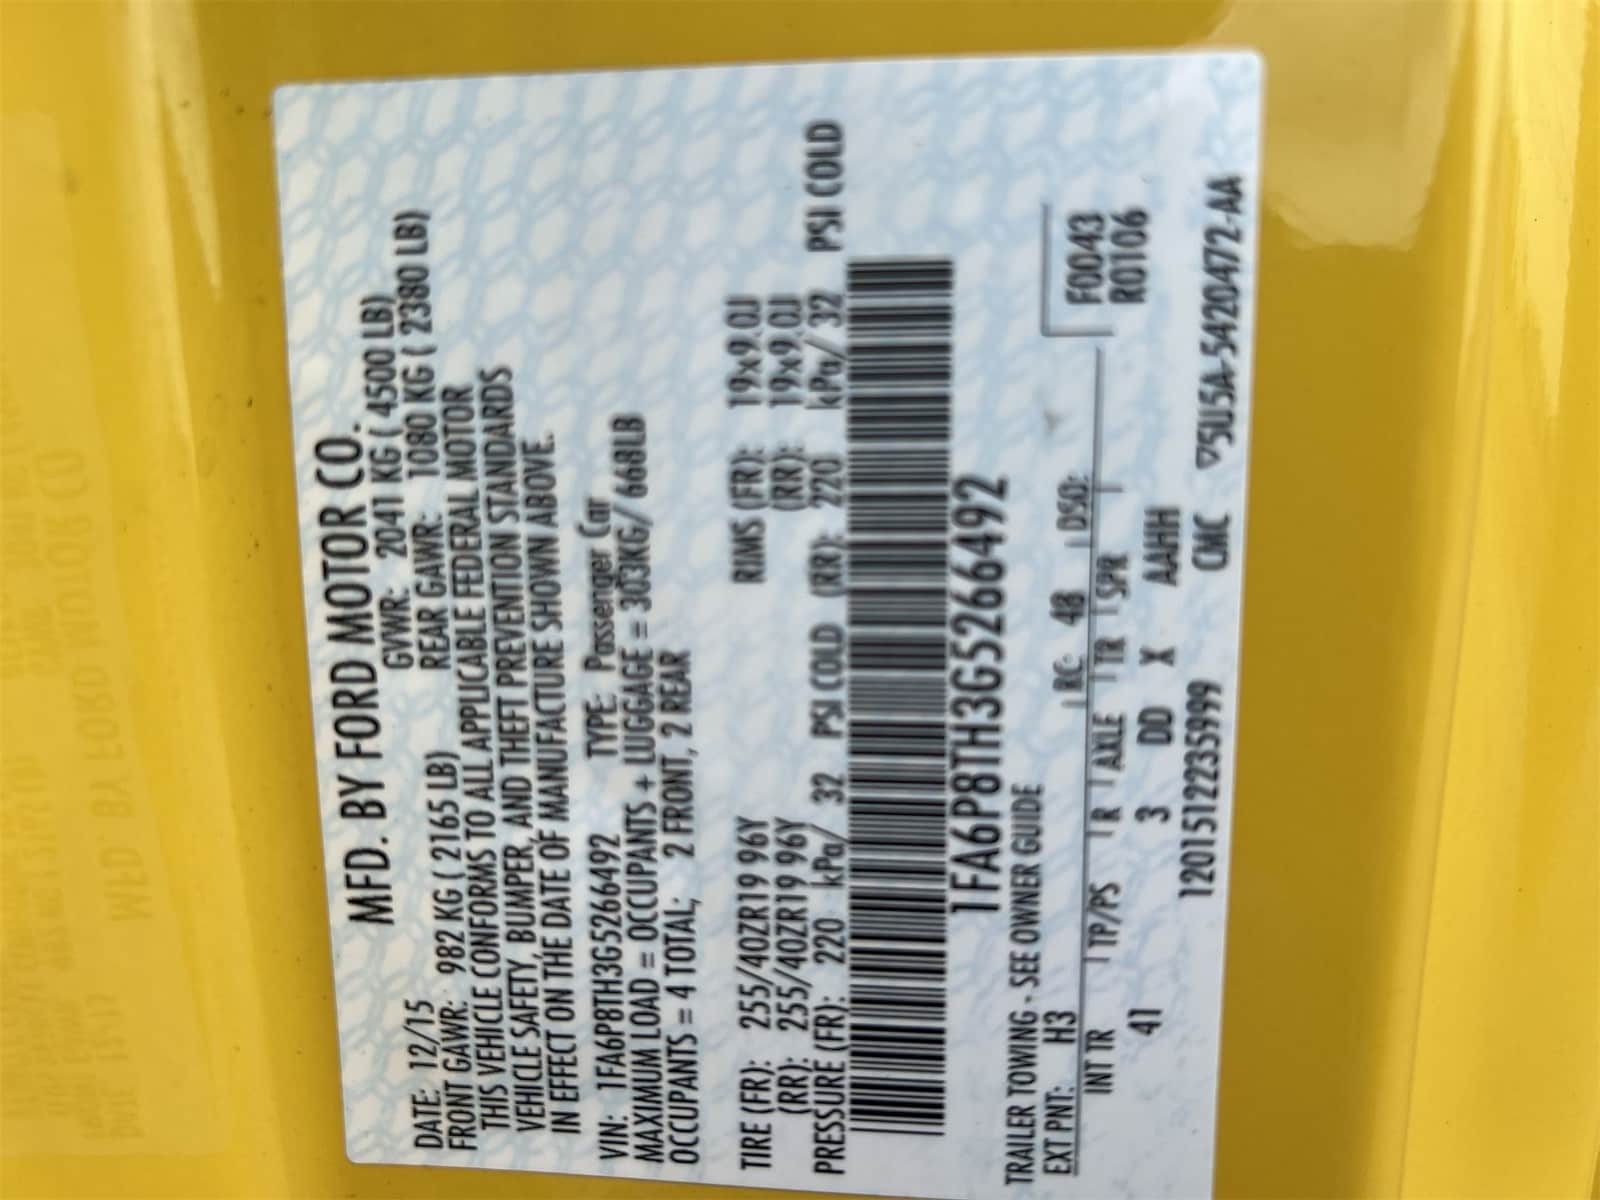 MFD. BY FORD MOTOR CO.
DATE: 12/15 GVWR: 2041 KG ( 4500 LB)
FRONT GAWR: 982 KG ( 2165 LB) REAR GAWR: 1080 KG ( 2380 LB)
THIS VEHICLE CONFORMS TO ALL APPLICABLE FEDERAL MOTOR
VEHICLE SAFETY, BUMPER, AND THEFT PREVENTION STANDARDS
IN EFFECT ON THE DATE OF MANUFACTURE SHOWN ABOVE.
VIN: 1FA6P8TH3G5266492 TYPE: Passenger Car
MAXIMUM LOAD = OCCUPANTS + LUGGAGE = 303KG/ 668LB
OCCUPANTS = 4 TOTAL; 2 FRONT, 2 REAR
TIRE (FR): 255/40ZR19 96Y RIMS (FR): 19x9.0J
(RR): 255/40ZR19 96Y (RR): 19x9.0J
PRESSURE (FR): 220 kPa/ 32 PSI COLD (RR): 220 kPa/ 32 PSI COLD
1FA6P8TH3G5266492
TRAILER TOWING - SEE OWNER GUIDE
F0043
R0106
EXT PNT: H3 RC: 48 DSO:
INT TR TP/PS R AXLE TR SPR
41 3 DD X AAHH
12015122359​99 CMC ▽5U5A-5420472-AA